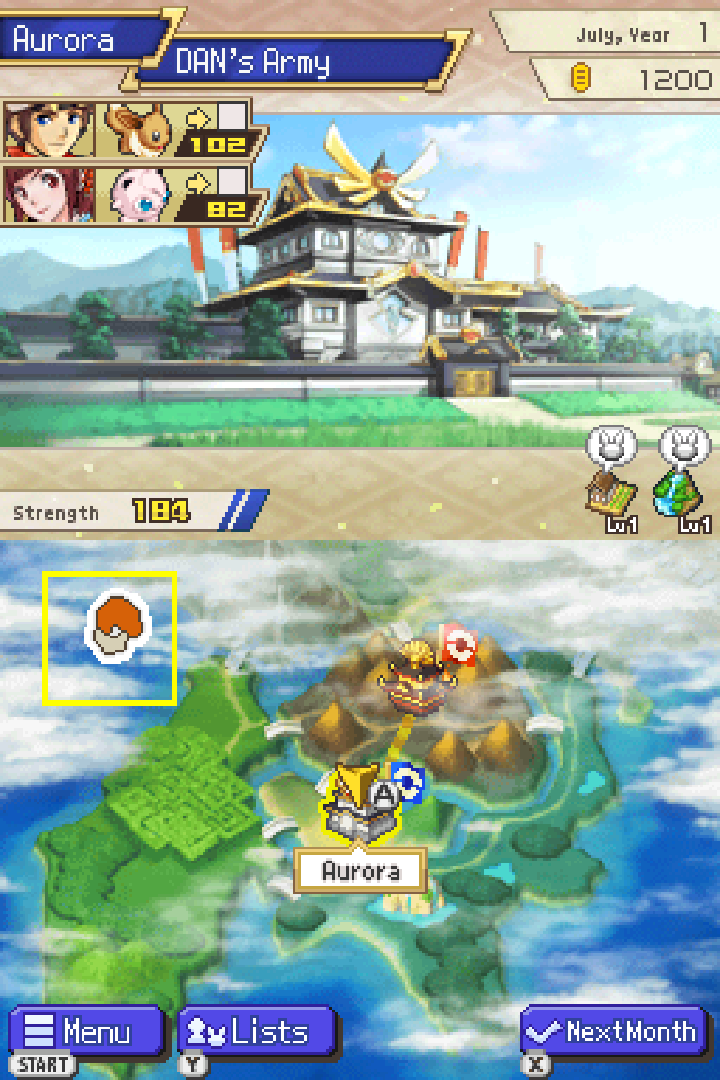 Aurora
DAN's Army
July, Year 1
1200
102
82
Strength 184
Lv1
Lv1
A
Aurora
Menu
Lists
NextMonth
START
Y
X